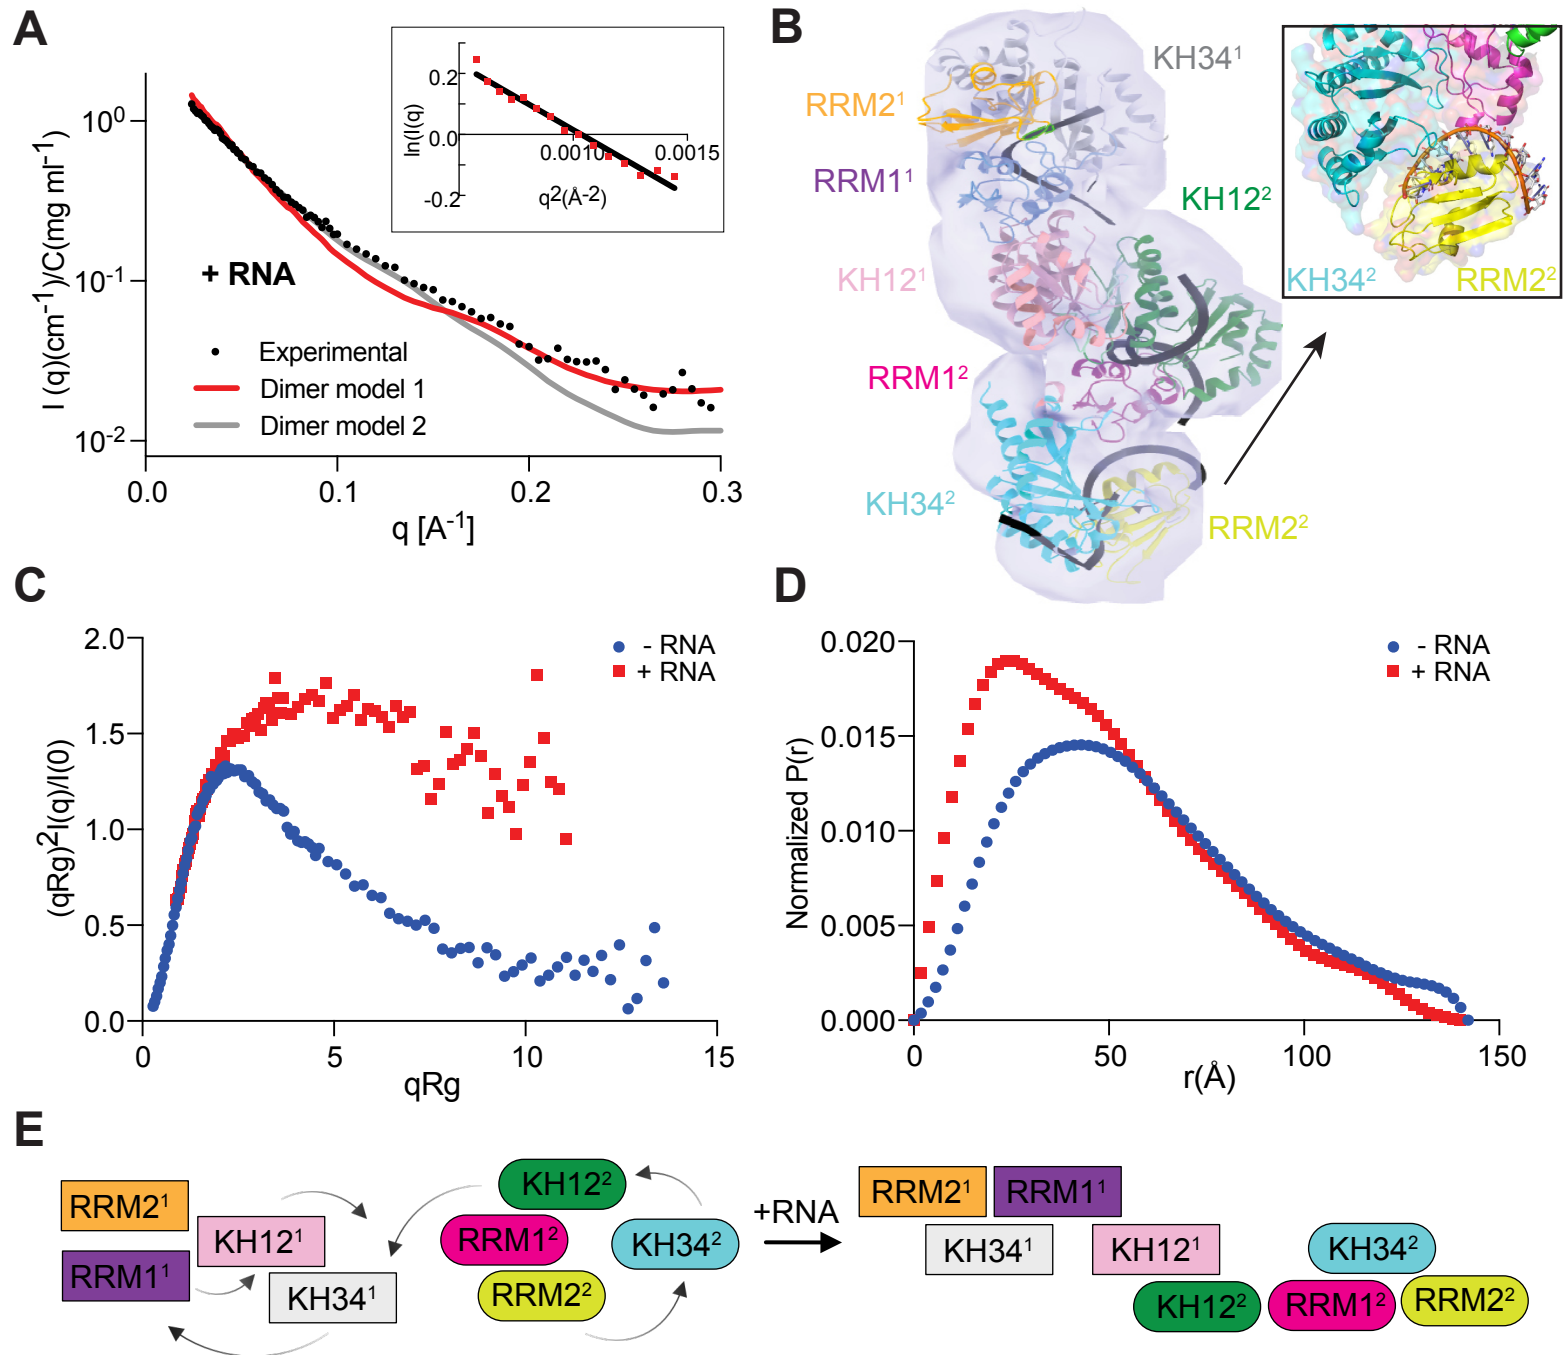 A
I (q)(cm⁻¹)/C(mg ml⁻¹)
10⁰
10⁻¹
10⁻²
0.0
0.1
0.2
0.3
q [A⁻¹]
+ RNA
Experimental
Dimer model 1
Dimer model 2
ln(I(q)
0.2
0.0
-0.2
0.0010
0.0015
q²(Å⁻²)
B
KH34¹
RRM2¹
RRM1¹
KH12²
KH12¹
RRM1²
KH34²
RRM2²
KH34²
RRM2²
C
(qRg)²I(q)/I(0)
2.0
1.5
1.0
0.5
0.0
0
5
10
15
qRg
- RNA
+ RNA
D
Normalized P(r)
0.020
0.015
0.010
0.005
0.000
0
50
100
150
r(Å)
- RNA
+ RNA
E
RRM2¹
KH12¹
RRM1¹
KH34¹
KH12²
RRM1²
KH34²
RRM2²
+RNA
RRM2¹
RRM1¹
KH34¹
KH12¹
KH34²
KH12²
RRM1²
RRM2²